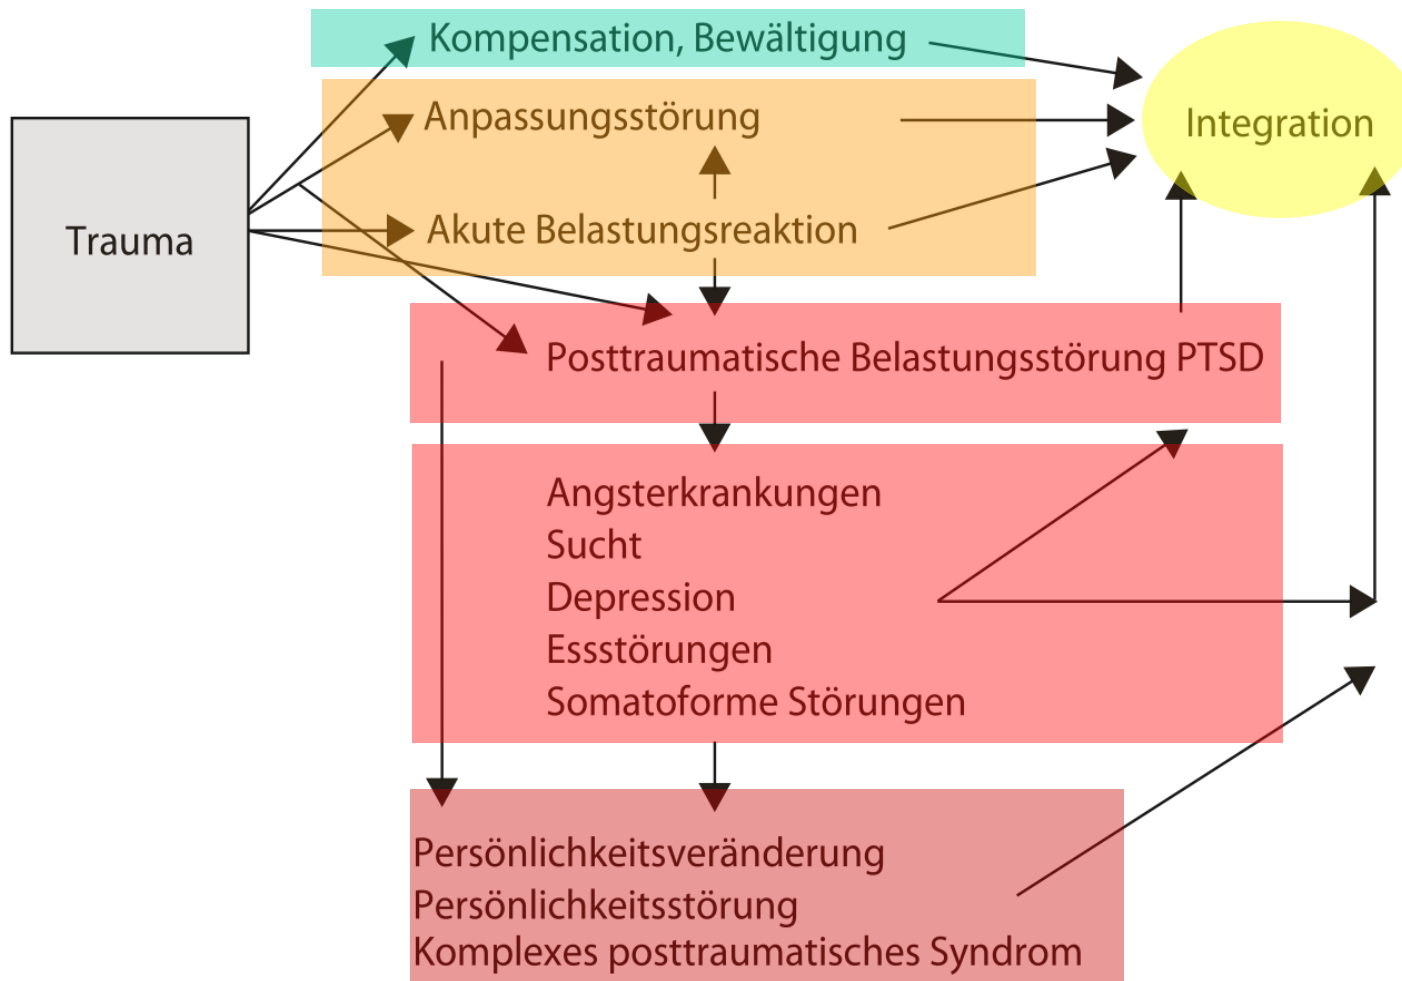 Kompensation, Bewältigung
Anpassungsstörung
Integration
Trauma
Akute Belastungsreaktion
Posttraumatische Belastungsstörung PTSD
Angsterkrankungen
Sucht
Depression
Essstörungen
Somatoforme Störungen
Persönlichkeitsveränderung
Persönlichkeitsstörung
Komplexes posttraumatisches Syndrom